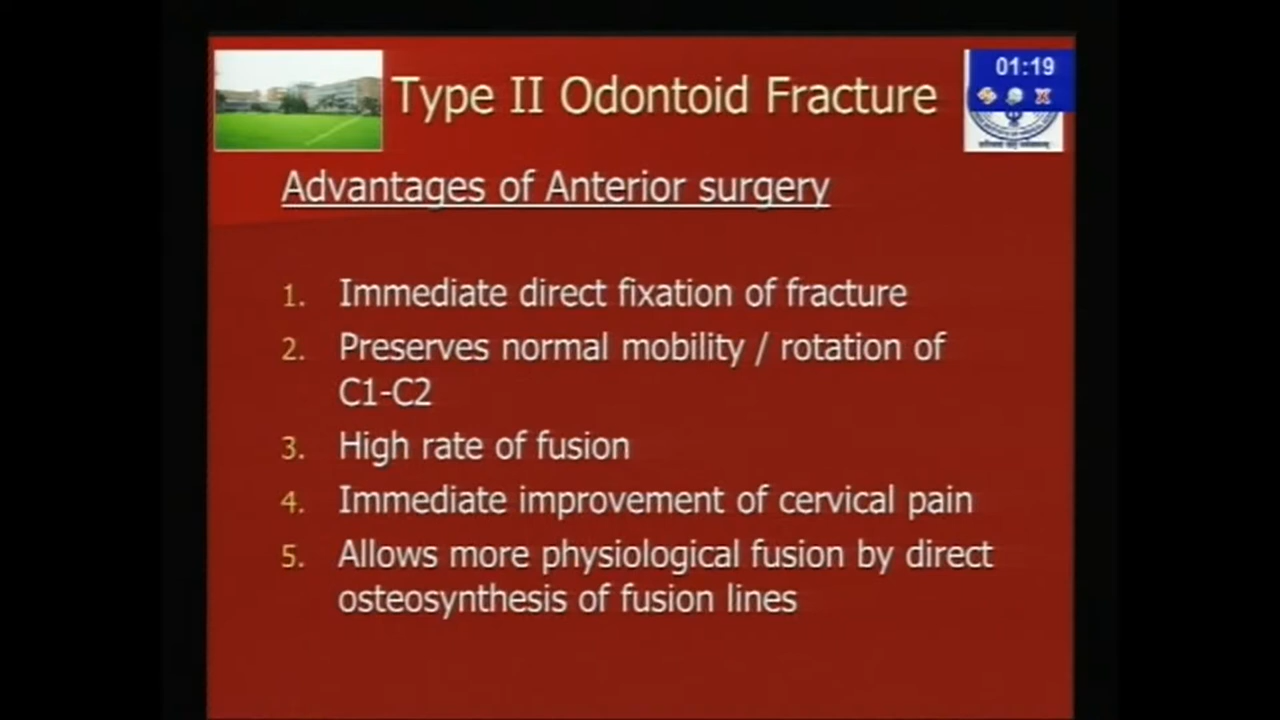 Type II Odontoid Fracture
01:19
Advantages of Anterior surgery
1. Immediate direct fixation of fracture
2. Preserves normal mobility / rotation of
C1-C2
3. High rate of fusion
4. Immediate improvement of cervical pain
5. Allows more physiological fusion by direct
osteosynthesis of fusion lines